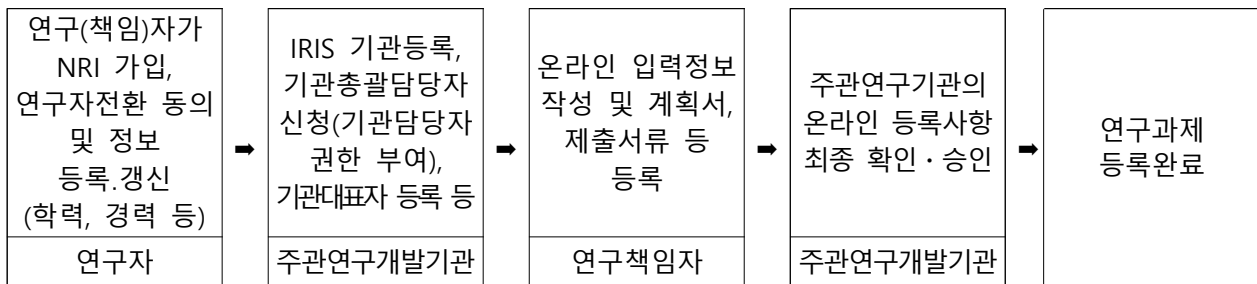 연구(책임)자가
NRI 가입,
연구자전환 동의
및 정보
등록.갱신
(학력, 경력 등)
연구자
➡
IRIS 기관등록,
기관총괄담당자
신청(기관담당자
권한 부여),
기관대표자 등록 등
주관연구개발기관
➡
온라인 입력정보
작성 및 계획서,
제출서류 등
등록
연구책임자
➡
주관연구기관의
온라인 등록사항
최종 확인・승인
주관연구개발기관
➡
연구과제
등록완료